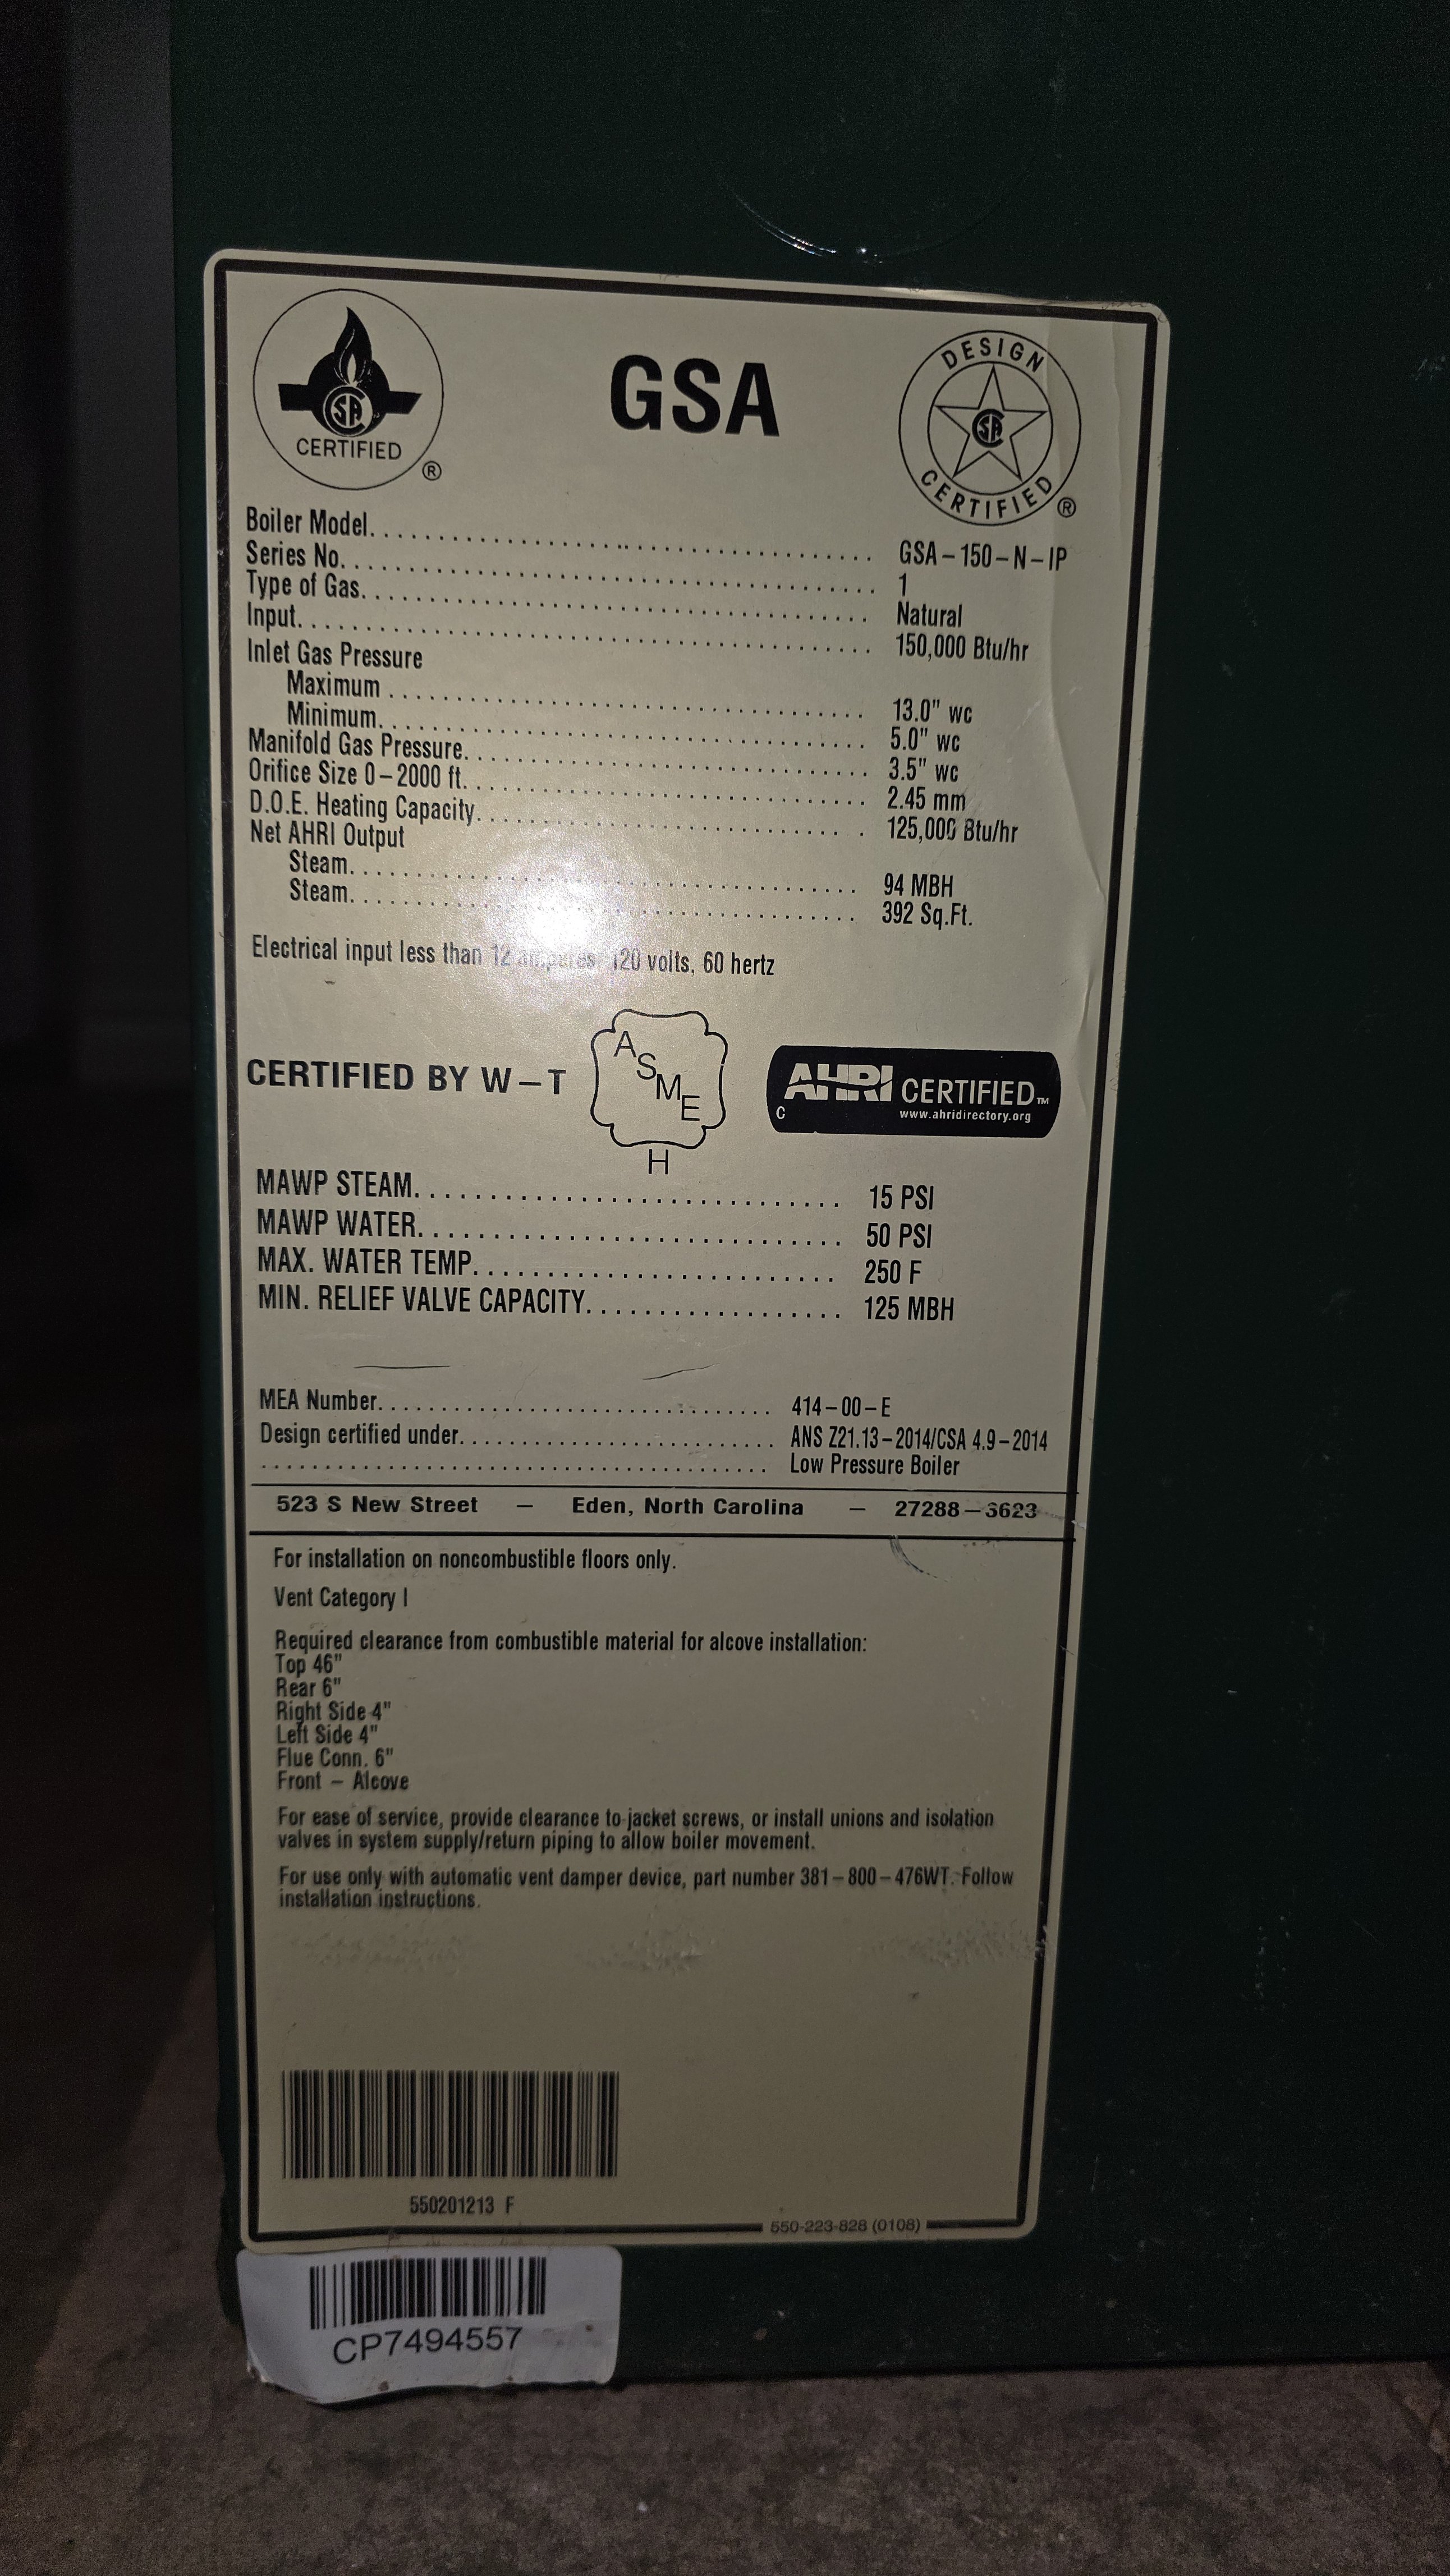 CSA
CERTIFIED
®
GSA
DESIGN
CSA
CERTIFIED
®
Boiler Model........................................ GSA-150-N-IP
Series No........................................ 1
Type of Gas........................................ Natural
Input........................................ 150,000 Btu/hr
Inlet Gas Pressure
Maximum ........................................ 13.0" wc
Minimum........................................ 5.0" wc
Manifold Gas Pressure.............................. 3.5" wc
Orifice Size 0-2000 ft.............................. 2.45 mm
D.O.E. Heating Capacity.............................. 125,000 Btu/hr
Net AHRI Output
Steam........................................ 94 MBH
Steam........................................ 392 Sq.Ft.
Electrical input less than 12 amperes, 120 volts, 60 hertz
CERTIFIED BY W-T
ASME
H
C AHRI CERTIFIED™
www.ahridirectory.org
MAWP STEAM.............................. 15 PSI
MAWP WATER.............................. 50 PSI
MAX. WATER TEMP......................... 250 F
MIN. RELIEF VALVE CAPACITY................... 125 MBH
MEA Number.............................. 414-00-E
Design certified under......................... ANS Z21.13-2014/CSA 4.9-2014
........................................ Low Pressure Boiler
523 S New Street - Eden, North Carolina - 27288-3623
For installation on noncombustible floors only.
Vent Category I
Required clearance from combustible material for alcove installation:
Top 46"
Rear 6"
Right Side 4"
Left Side 4"
Flue Conn. 6"
Front - Alcove
For ease of service, provide clearance to jacket screws, or install unions and isolation
valves in system supply/return piping to allow boiler movement.
For use only with automatic vent damper device, part number 381-800-476WT. Follow
installation instructions.
550201213 F
550-223-828 (0108)
CP7494557